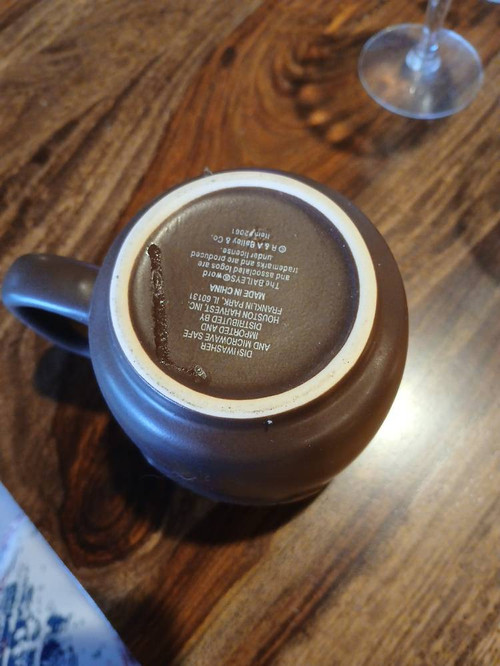 DISHWASHER
AND MICROWAVE SAFE
IMPORTED AND
DISTRIBUTED BY
HOUSTON HARVEST, INC.
FRANKLIN PARK, IL 60131
MADE IN CHINA
The BAILEYS® word
and associated logos are
trademarks and are produced
under license.
© R & A Bailey & Co.